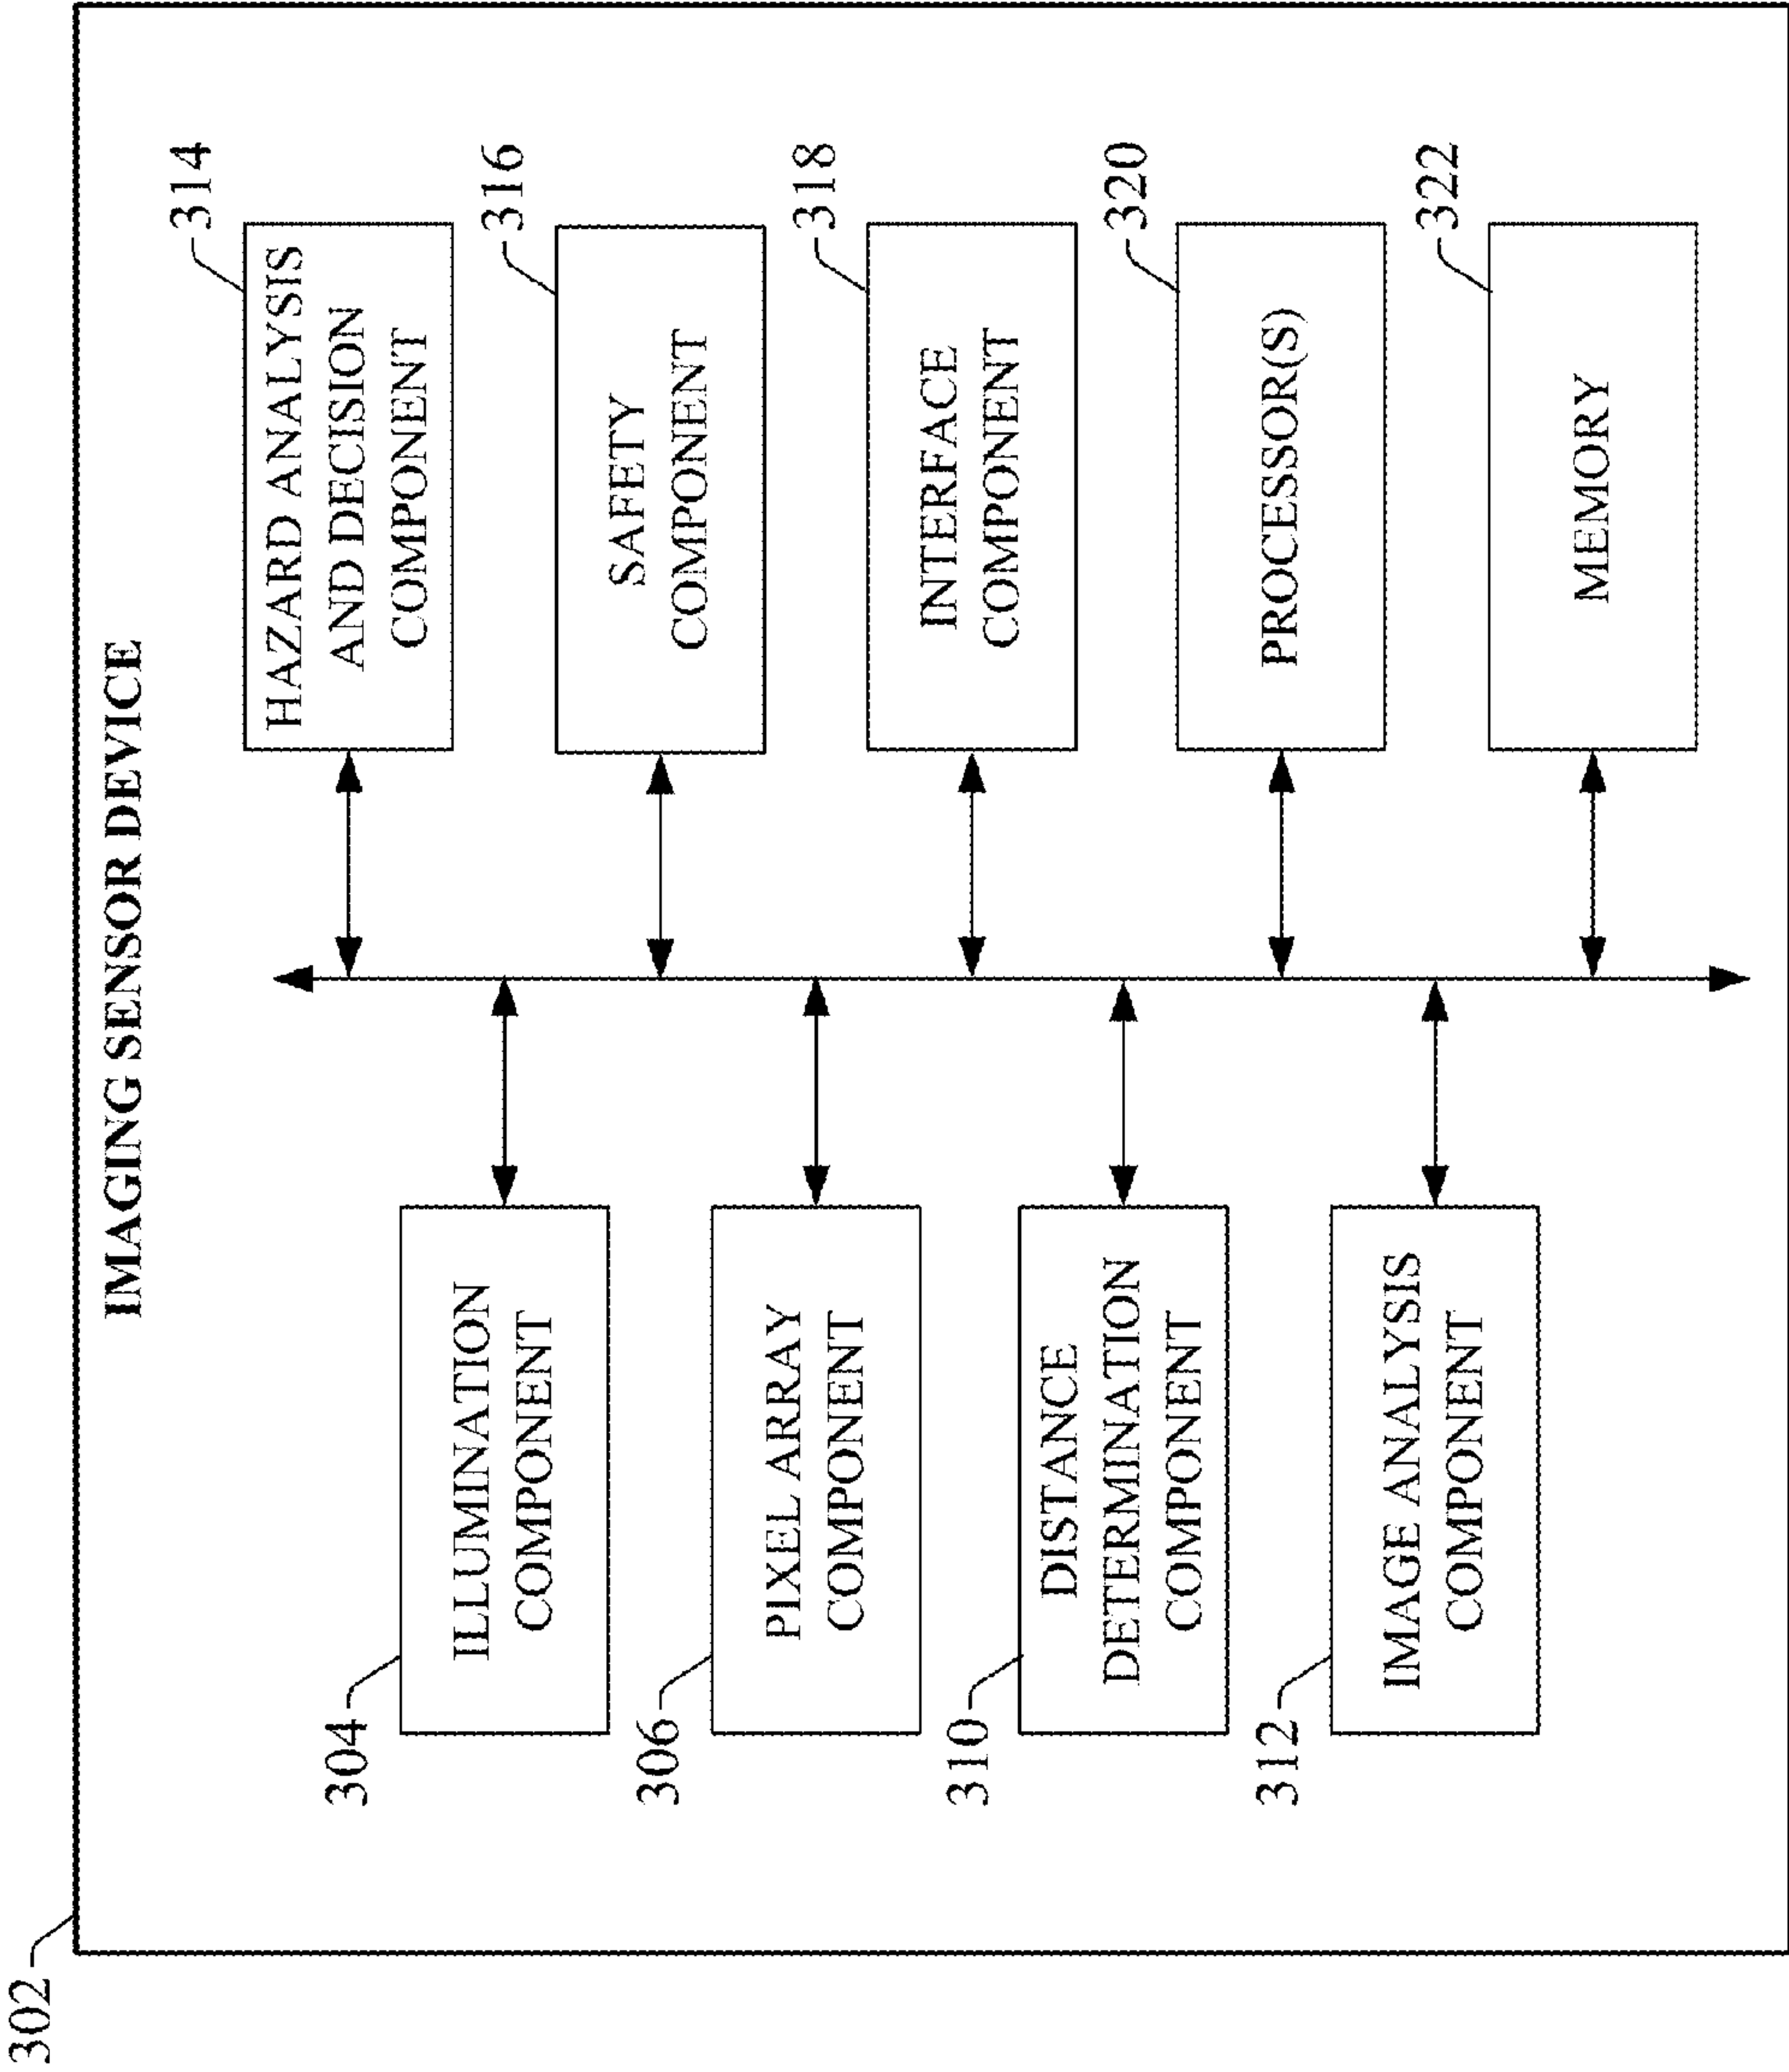 302
IMAGING SENSOR DEVICE
304
ILLUMINATION
COMPONENT
306
PIXEL ARRAY
COMPONENT
310
DISTANCE
DETERMINATION
COMPONENT
312
IMAGE ANALYSIS
COMPONENT
314
HAZARD ANALYSIS
AND DECISION
COMPONENT
316
SAFETY
COMPONENT
318
INTERFACE
COMPONENT
320
PROCESSOR(S)
322
MEMORY